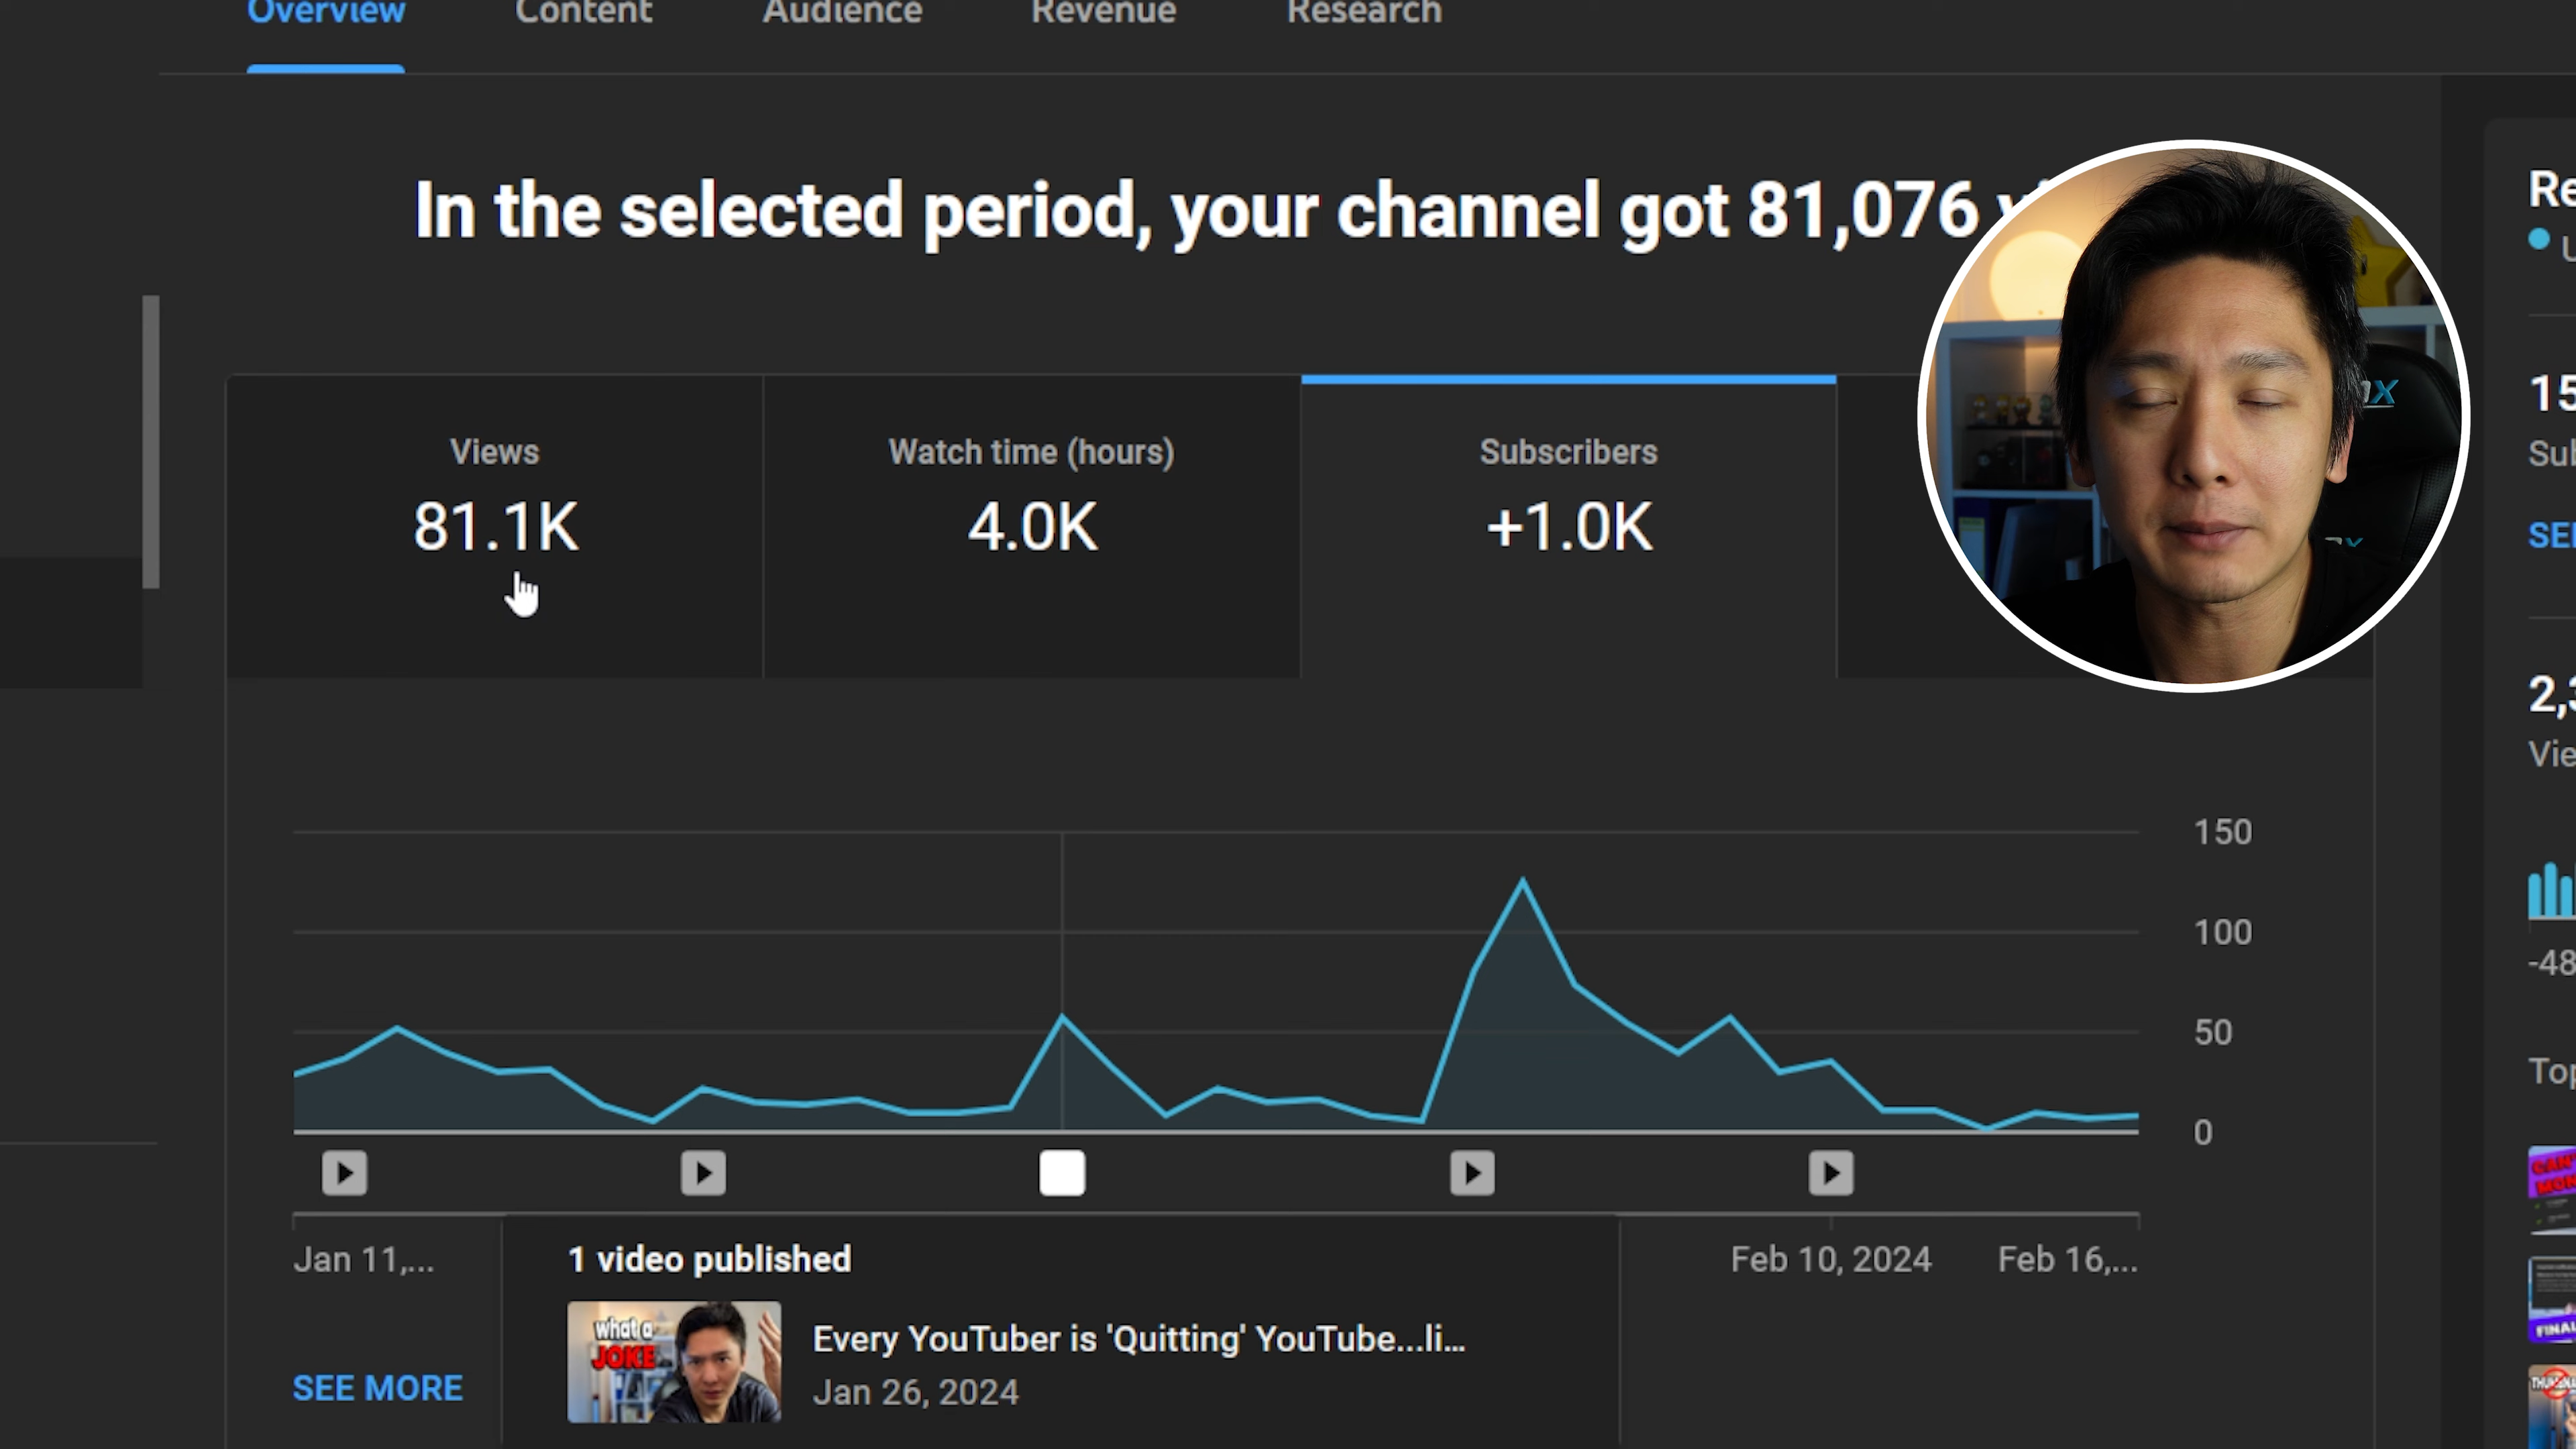 Overview Content Audience Revenue Research
In the selected period, your channel got 81,076
Views
81.1K
Watch time (hours)
4.0K
Subscribers
+1.0K
150
100
50
0
Jan 11,...
Feb 10, 2024
Feb 16,...
1 video published
what a
JOKE
Every YouTuber is 'Quitting' YouTube...li...
Jan 26, 2024
SEE MORE
-48